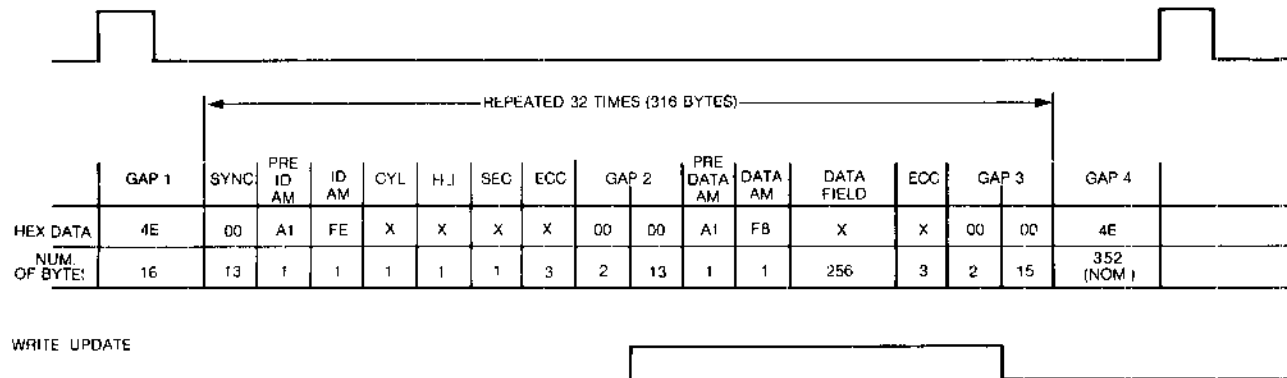 REPEATED 32 TIMES (316 BYTES)
GAP 1 SYNC PRE ID AM ID AM CYL SEC ECC GAP 2 PRE DATA AM DATA AM DATA FIELD ECC GAP 3 GAP 4
HEX DATA 4E 00 A1 FE X X X X 00 00 A1 F8 X X 00 00 4E
NUM. OF BYTES 16 13 1 1 1 1 1 3 2 13 1 1 256 3 2 15 352 (NOM)
WRITE UPDATE